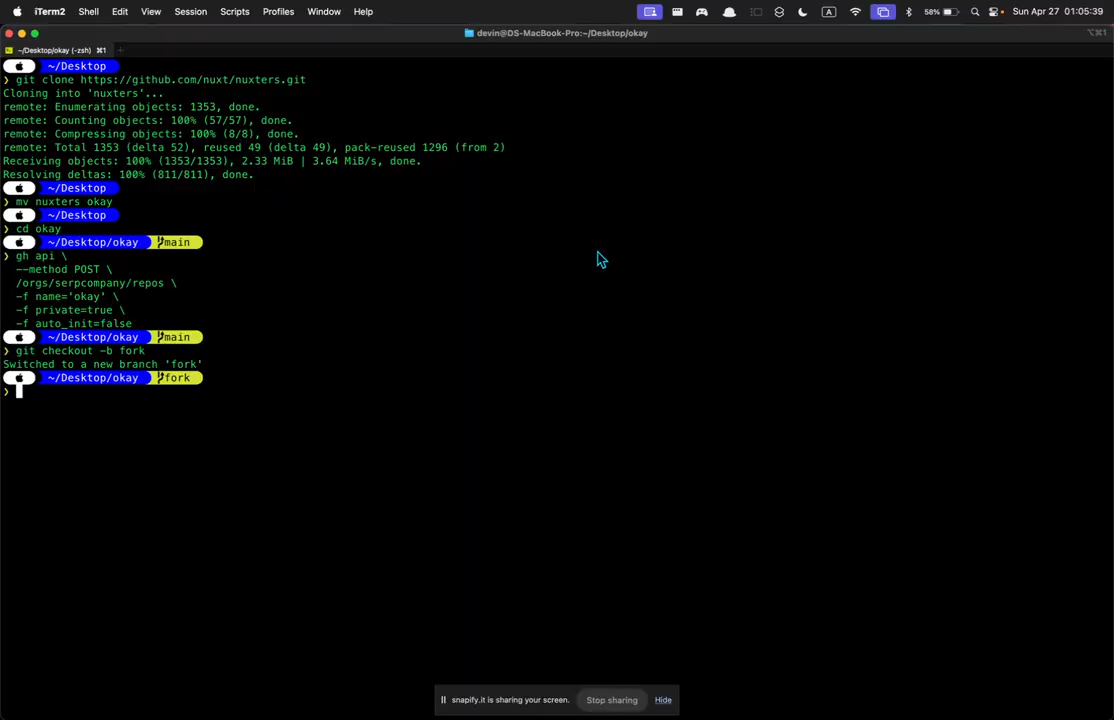 iTerm2 Shell Edit View Session Scripts Profiles Window Help A 58% Sun Apr 27 01:05:39
devin@DS-MacBook-Pro:~/Desktop/okay ⌥⌘1
~/Desktop/okay (-zsh) ⌘1 +
~/Desktop
❯ git clone https://github.com/nuxt/nuxters.git
Cloning into 'nuxters'...
remote: Enumerating objects: 1353, done.
remote: Counting objects: 100% (57/57), done.
remote: Compressing objects: 100% (8/8), done.
remote: Total 1353 (delta 52), reused 49 (delta 49), pack-reused 1296 (from 2)
Receiving objects: 100% (1353/1353), 2.33 MiB | 3.64 MiB/s, done.
Resolving deltas: 100% (811/811), done.
~/Desktop
❯ mv nuxters okay
~/Desktop
❯ cd okay
~/Desktop/okay main
❯ gh api \
--method POST \
/orgs/serpcompany/repos \
-f name='okay' \
-f private=true \
-f auto_init=false
~/Desktop/okay main
❯ git checkout -b fork
Switched to a new branch 'fork'
~/Desktop/okay fork
❯
snapify.it is sharing your screen. Stop sharing Hide